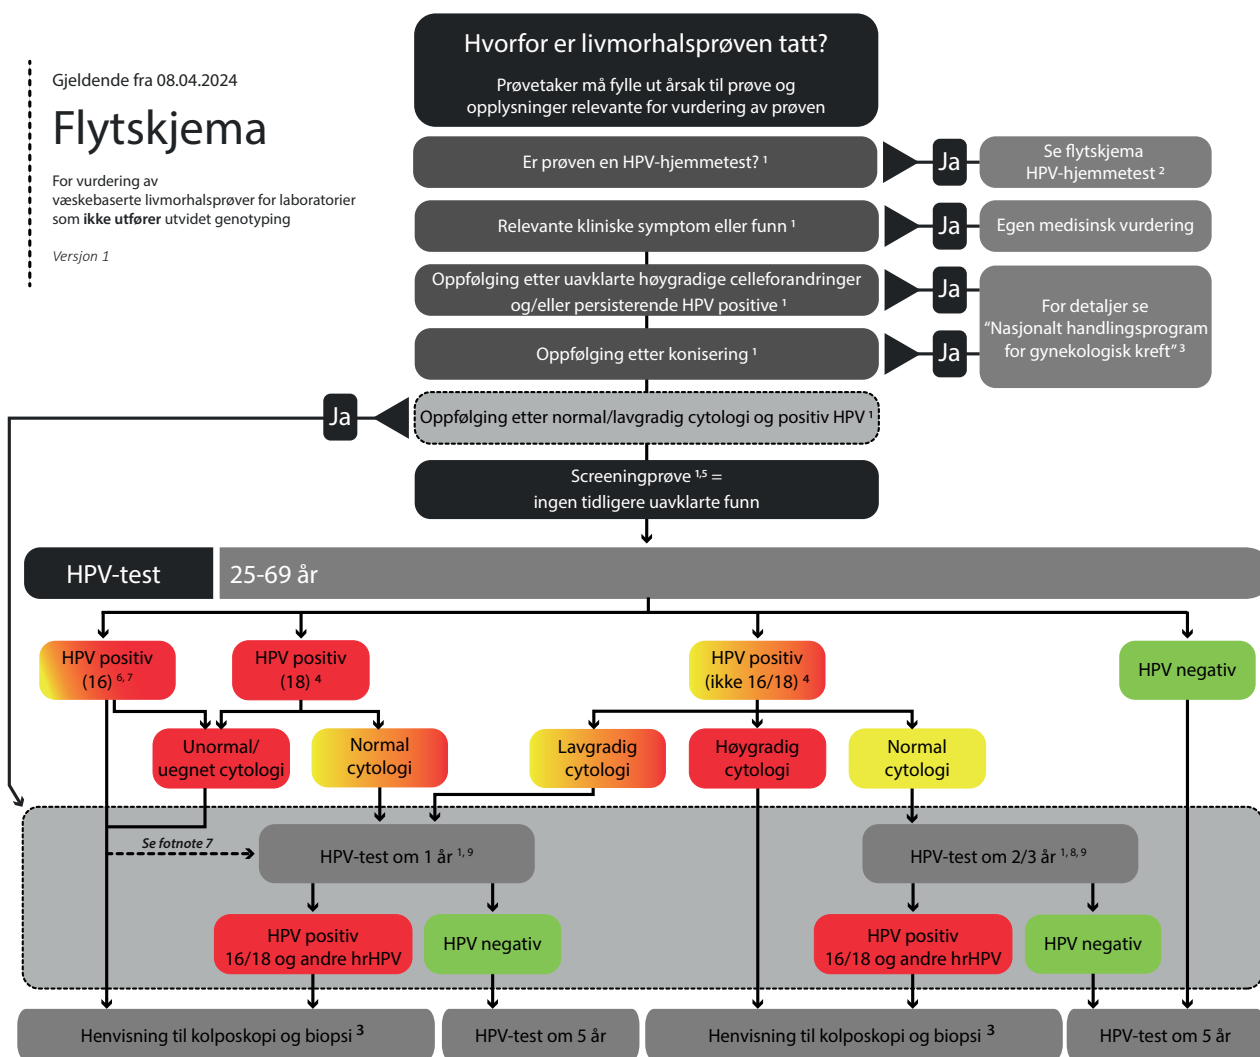 Gjeldende fra 08.04.2024
Flytskjema
For vurdering av
væskebaserte livmorhalsprøver for laboratorier
som ikke utfører utvidet genotyping
Versjon 1
Hvorfor er livmorhalsprøven tatt?
Prøvetaker må fylle ut årsak til prøve og
opplysninger relevante for vurdering av prøven
Er prøven en HPV-hjemmetest? ¹
Ja
Se flytskjema
HPV-hjemmetest ²
Relevante kliniske symptom eller funn ¹
Ja
Egen medisinsk vurdering
Oppfølging etter uavklarte høygradige celleforandringer
og/eller persisterende HPV positive ¹
Ja
Oppfølging etter konisering ¹
Ja
For detaljer se
“Nasjonalt handlingsprogram
for gynekologisk kreft” ³
Ja
Oppfølging etter normal/lavgradig cytologi og positiv HPV ¹
Screeningprøve ¹,⁵ =
ingen tidligere uavklarte funn
HPV-test
25-69 år
HPV positiv
(16) ⁶, ⁷
HPV positiv
(18) ⁴
HPV positiv
(ikke 16/18) ⁴
HPV negativ
Unormal/
uegnet cytologi
Normal
cytologi
Lavgradig
cytologi
Høygradig
cytologi
Normal
cytologi
Se fotnote 7
HPV-test om 1 år ¹, ⁹
HPV-test om 2/3 år ¹, ⁸, ⁹
HPV positiv
16/18 og andre hrHPV
HPV negativ
HPV positiv
16/18 og andre hrHPV
HPV negativ
Henvisning til kolposkopi og biopsi ³
HPV-test om 5 år
Henvisning til kolposkopi og biopsi ³
HPV-test om 5 år